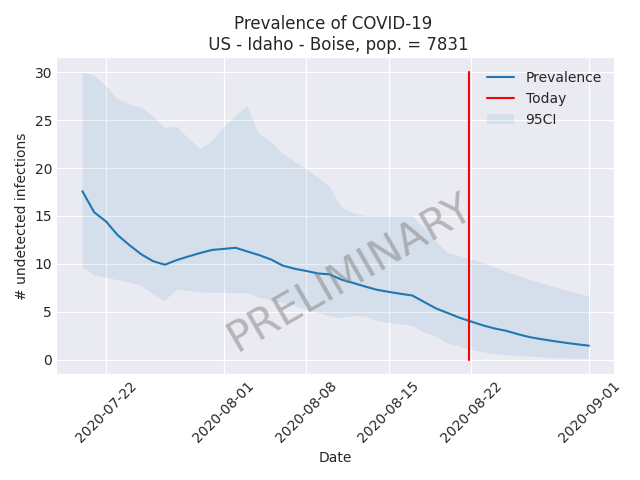 Prevalence of COVID-19
US - Idaho - Boise, pop. = 7831
30
25
20
15
10
5
0
# undetected infections
Prevalence
Today
95CI
PRELIMINARY
2020-07-22
2020-08-01
2020-08-08
2020-08-15
2020-08-22
2020-09-01
Date